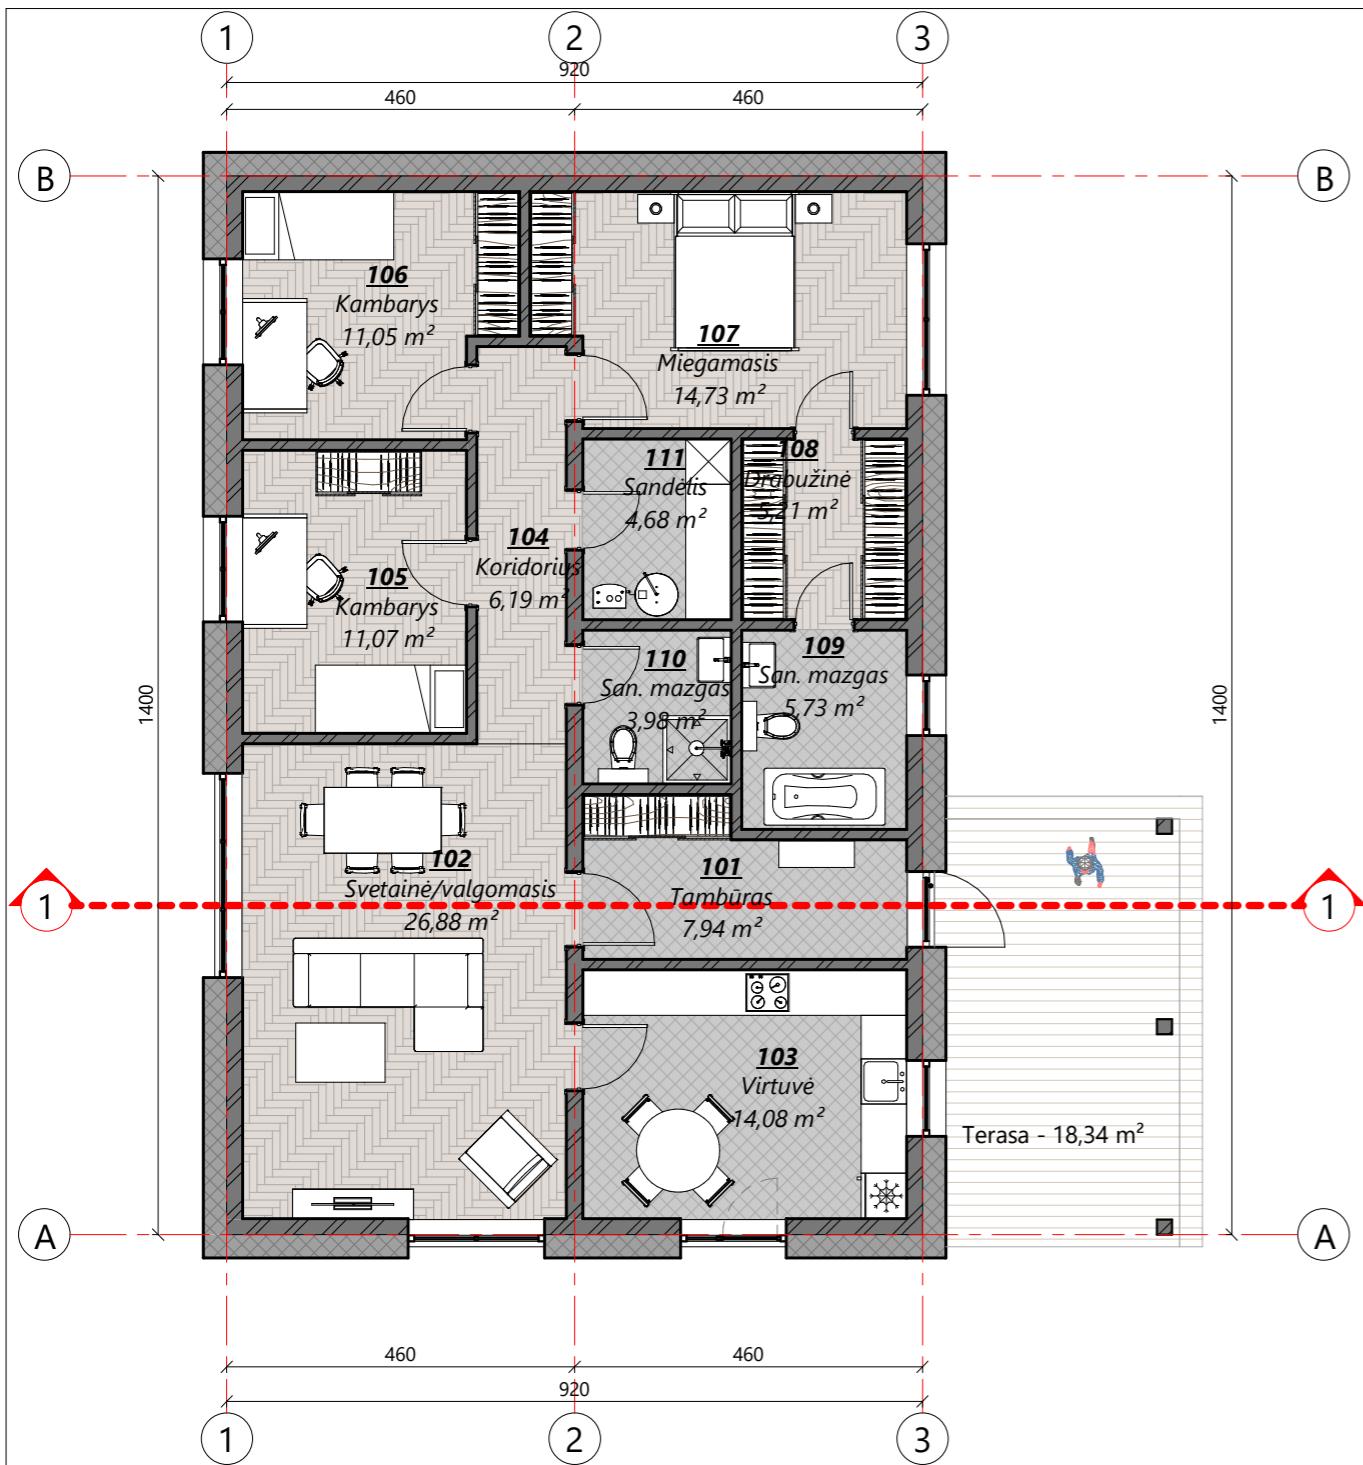 1
2
3
920
460
460
B
B
106
Kambarys
11,05 m²
107
Miegamasis
14,73 m²
111
Sandėlis
4,68 m²
108
Drabužinė
5,21 m²
104
Koridorius
6,19 m²
105
Kambarys
11,07 m²
110
San. mazgas
3,98 m²
109
San. mazgas
5,73 m²
1400
1400
102
Svetainė/valgomasis
26,88 m²
101
Tambūras
7,94 m²
1
1
103
Virtuvė
14,08 m²
Terasa - 18,34 m²
A
A
460
460
920
1
2
3